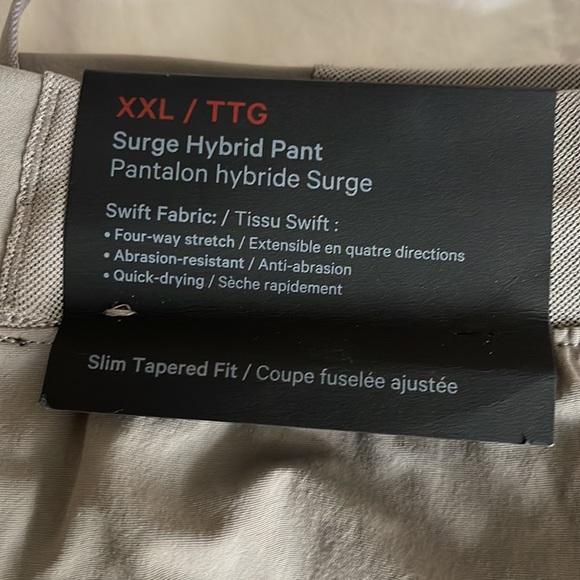 XXL / TTG
Surge Hybrid Pant
Pantalon hybride Surge
Swift Fabric: / Tissu Swift :
• Four-way stretch / Extensible en quatre directions
• Abrasion-resistant / Anti-abrasion
• Quick-drying / Sèche rapidement
Slim Tapered Fit / Coupe fuselée ajustée